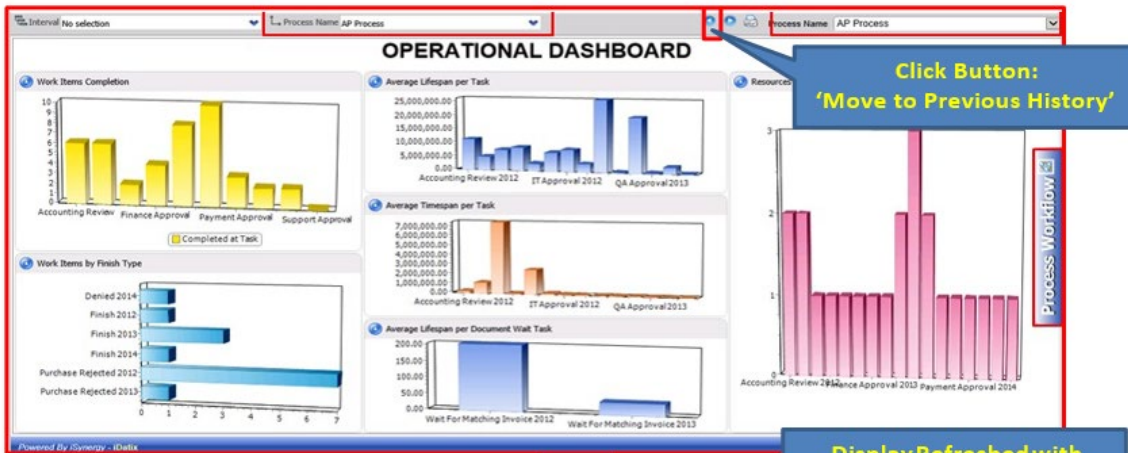 Interval No selection
Process Name AP Process
Process Name AP Process
OPERATIONAL DASHBOARD
Click Button:
‘Move to Previous History’
Work Items Completion
10
9
8
7
6
5
4
3
2
1
0
Accounting Review Finance Approval Payment Approval Support Approval
Completed at Task
Work Items by Finish Type
Denied 2014
Finish 2012
Finish 2013
Finish 2014
Purchase Rejected 2012
Purchase Rejected 2013
0 1 2 3 4 5 6 7
Average Lifespan per Task
25,000,000.00
20,000,000.00
15,000,000.00
10,000,000.00
5,000,000.00
0.00
Accounting Review 2012 IT Approval 2012 QA Approval 2013
Average Timespan per Task
7,000,000.00
6,000,000.00
5,000,000.00
4,000,000.00
3,000,000.00
2,000,000.00
1,000,000.00
0.00
Accounting Review 2012 IT Approval 2012 QA Approval 2013
Average Lifespan per Document Wait Task
200.00
150.00
100.00
50.00
0.00
Wait For Matching Invoice 2012 Wait For Matching Invoice 2013
Resources
3
2
1
0
Accounting Review 2012 Finance Approval 2013 Payment Approval 2014
Process Workflow
Powered By iSynergy - iDatix
Display Refreshed with